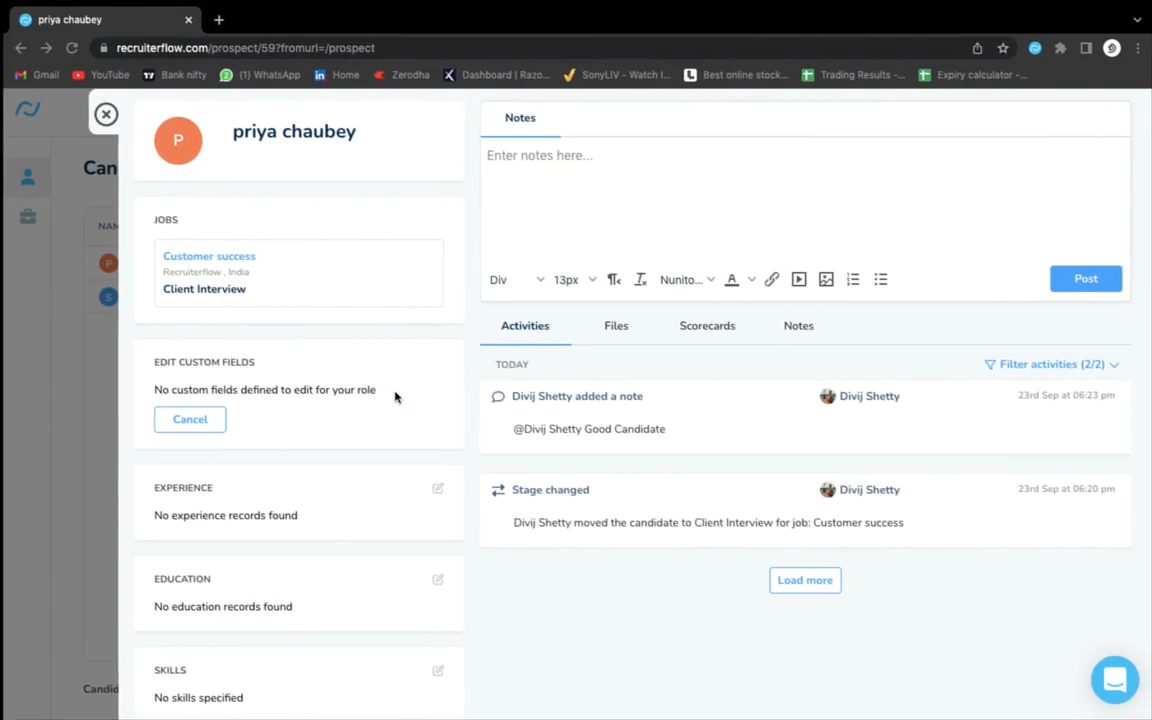 priya chaubey
recruiterflow.com/prospect/59?fromurl=/prospect
Gmail
YouTube
Bank nifty
(1) WhatsApp
Home
Zerodha
Dashboard | Razo...
SonyLIV - Watch I...
Best online stock...
Trading Results -...
Expiry calculator -...
Can
NAM
P
S
Candid
P
priya chaubey
JOBS
Customer success
Recruiterflow , India
Client Interview
EDIT CUSTOM FIELDS
No custom fields defined to edit for your role
Cancel
EXPERIENCE
No experience records found
EDUCATION
No education records found
SKILLS
No skills specified
Notes
Enter notes here...
Div
13px
Nunito...
A
Post
Activities
Files
Scorecards
Notes
TODAY
Filter activities (2/2)
Divij Shetty added a note
Divij Shetty
23rd Sep at 06:23 pm
@Divij Shetty Good Candidate
Stage changed
Divij Shetty
23rd Sep at 06:20 pm
Divij Shetty moved the candidate to Client Interview for job: Customer success
Load more